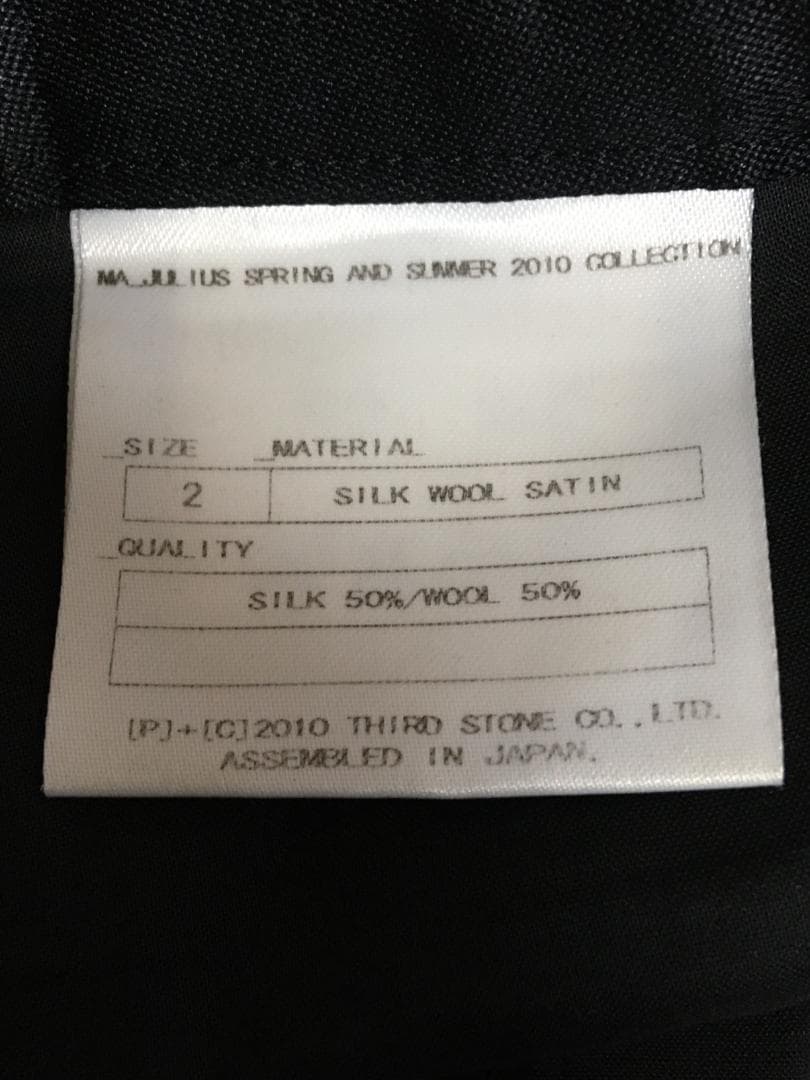 MA_JULIUS SPRING AND SUMMER 2010 COLLECTION
_SIZE _MATERIAL
2 SILK WOOL SATIN
_QUALITY
SILK 50%/WOOL 50%
[P]+[C]2010 THIRD STONE CO.,LTD.
ASSEMBLED IN JAPAN.